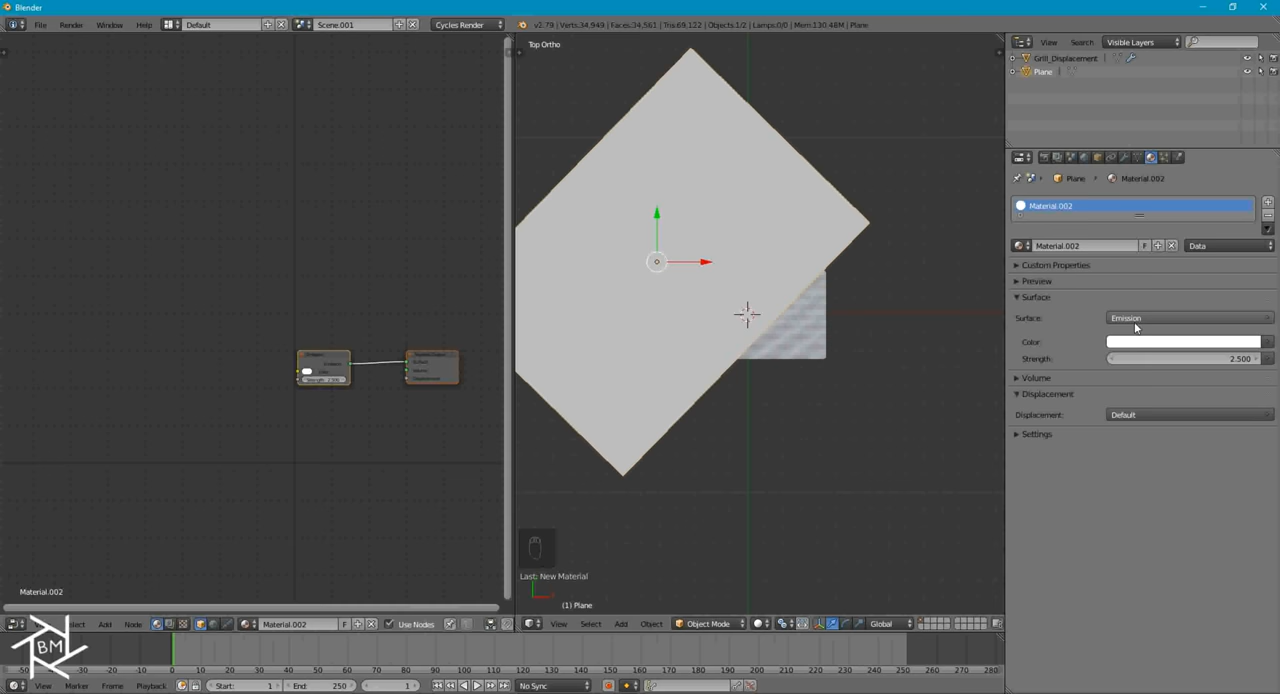 Blender
File Render Window Help Default Scene.001 Cycles Render v2.79 | Verts:34,949 | Faces:34,561 | Tris:69,122 | Objects:1/2 | Lamps:0/0 | Mem:130.48M | Plane
Top Ortho
View Search Visible Layers
Grill_Displacement
Plane
Plane Material.002
Material.002
Material.002 F Data
Custom Properties
Preview
Surface
Surface: Emission
Color:
Strength: 2.500
Volume
Displacement
Displacement: Default
Settings
Last: New Material
(1) Plane
Material.002
Add Node Material.002 F Use Nodes
View Select Add Object Object Mode Global
10 20 30 40 50 60 70 80 90 100 110 120 130 140 150 160 170 180 190 200 210 220 230 240 250 260 270 280
View Marker Frame Playback Start: 1 End: 250 1 No Sync
BM